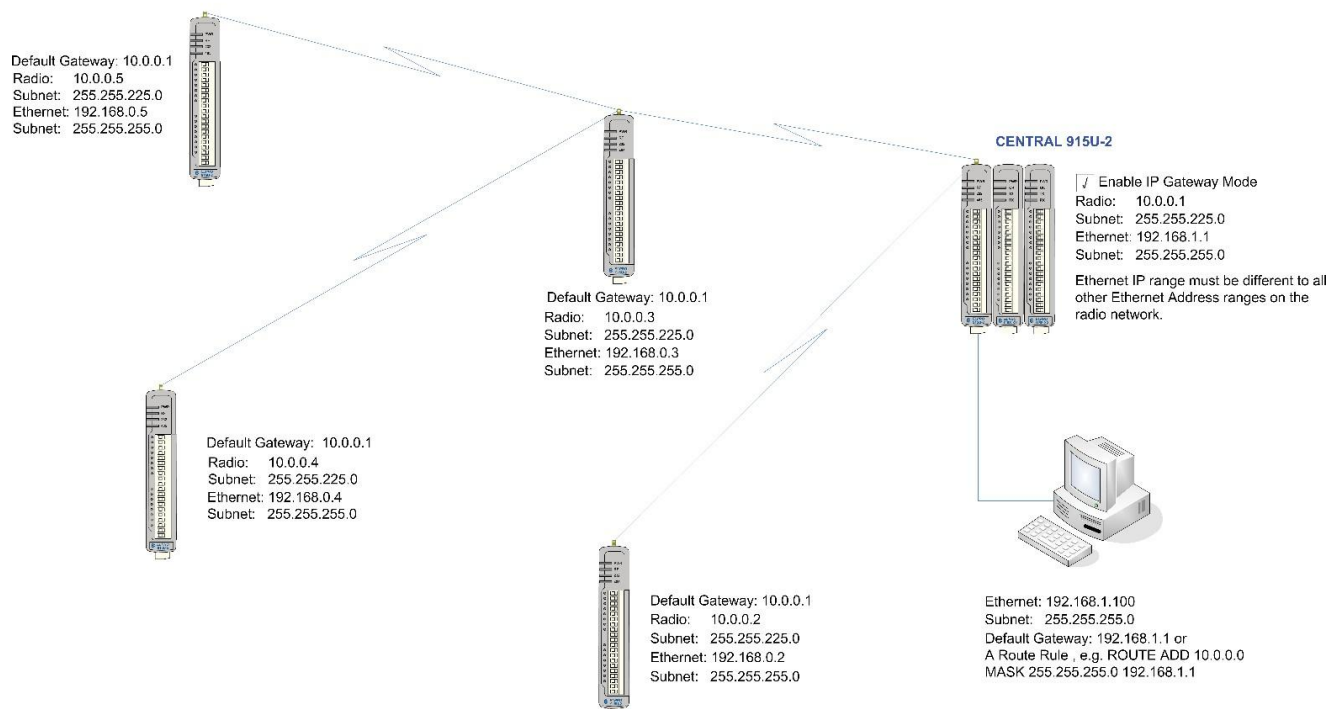 Default Gateway: 10.0.0.1
Radio: 10.0.0.5
Subnet: 255.255.225.0
Ethernet: 192.168.0.5
Subnet: 255.255.255.0
CENTRAL 915U-2
√ Enable IP Gateway Mode
Radio: 10.0.0.1
Subnet: 255.255.225.0
Ethernet: 192.168.1.1
Subnet: 255.255.255.0
Ethernet IP range must be different to all
other Ethernet Address ranges on the
radio network.
Default Gateway: 10.0.0.1
Radio: 10.0.0.3
Subnet: 255.255.225.0
Ethernet: 192.168.0.3
Subnet: 255.255.255.0
Default Gateway: 10.0.0.1
Radio: 10.0.0.4
Subnet: 255.255.225.0
Ethernet: 192.168.0.4
Subnet: 255.255.255.0
Default Gateway: 10.0.0.1
Radio: 10.0.0.2
Subnet: 255.255.225.0
Ethernet: 192.168.0.2
Subnet: 255.255.255.0
Ethernet: 192.168.1.100
Subnet: 255.255.255.0
Default Gateway: 192.168.1.1 or
A Route Rule , e.g. ROUTE ADD 10.0.0.0
MASK 255.255.255.0 192.168.1.1